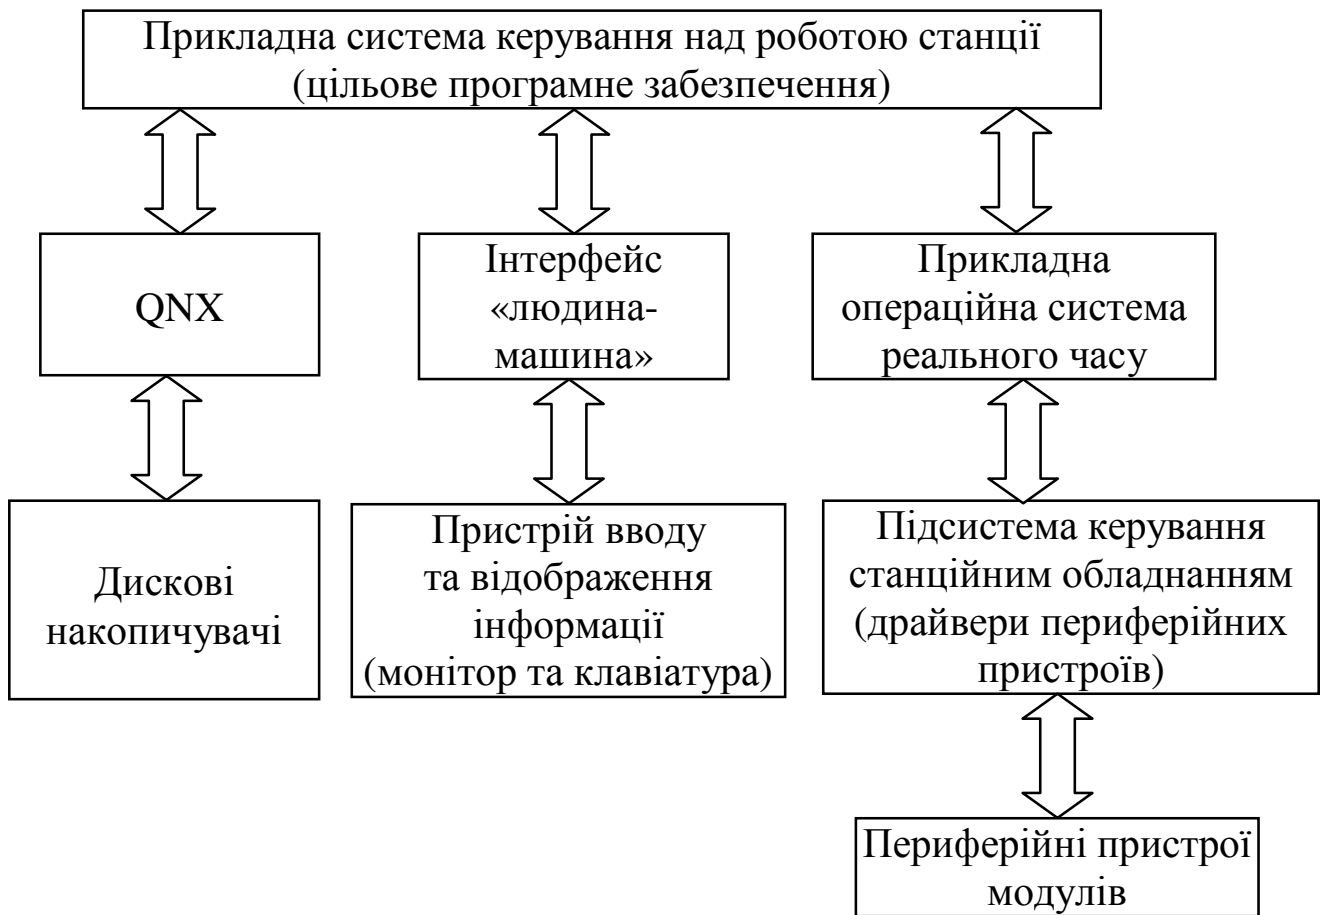 Прикладна система керування над роботою станції
(цільове програмне забезпечення)
QNX
Інтерфейс
«людина-
машина»
Прикладна
операційна система
реального часу
Дискові
накопичувачі
Пристрій вводу
та відображення
інформації
(монітор та клавіатура)
Підсистема керування
станційним обладнанням
(драйвери периферійних
пристроїв)
Периферійні пристрої
модулів